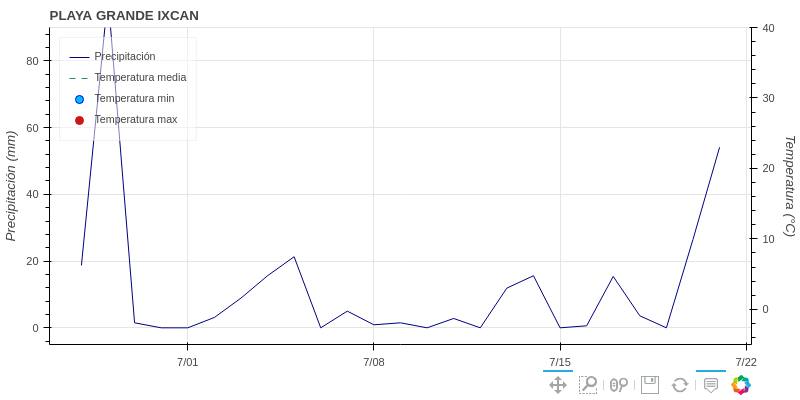 PLAYA GRANDE IXCAN
Precipitación
Temperatura media
Temperatura min
Temperatura max
Precipitación (mm)
80
60
40
20
0
Temperatura (°C)
40
30
20
10
0
7/01
7/08
7/15
7/22